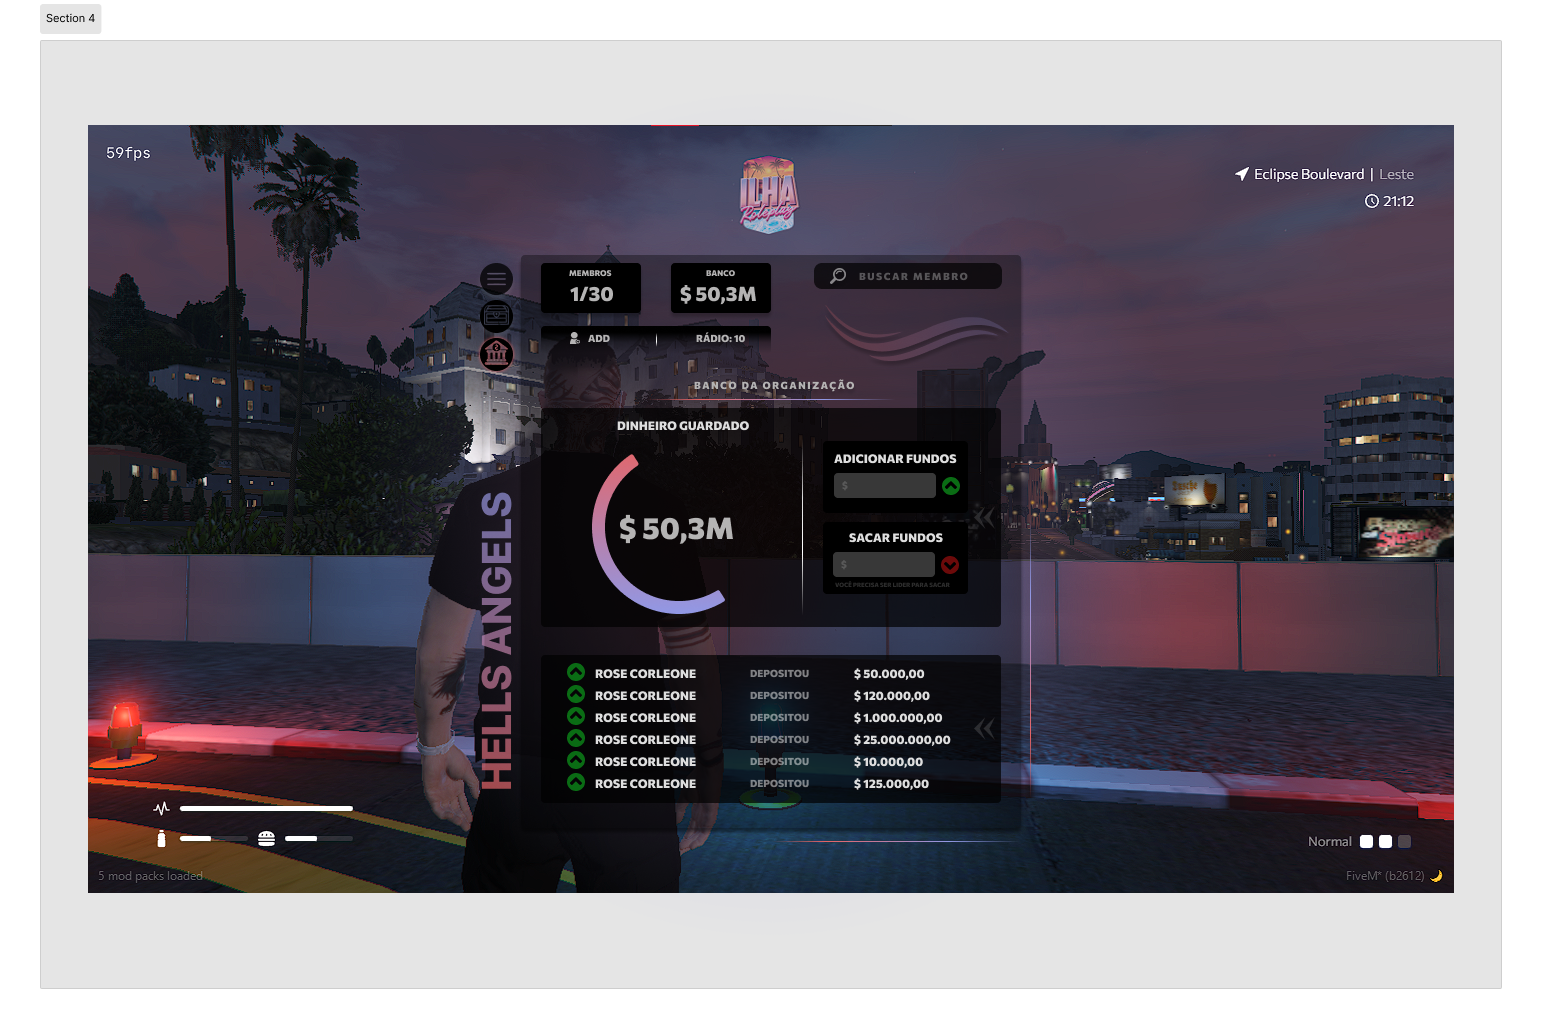 Section 4
59fps
ILHA
Roleplay
Eclipse Boulevard | Leste
21:12
MEMBROS
1/30
BANCO
$ 50,3M
BUSCAR MEMBRO
ADD
RÁDIO: 10
BANCO DA ORGANIZAÇÃO
DINHEIRO GUARDADO
$ 50,3M
ADICIONAR FUNDOS
$
SACAR FUNDOS
$
VOCÊ PRECISA SER LIDER PARA SACAR
HELLS ANGELS
ROSE CORLEONE DEPOSITOU $ 50.000,00
ROSE CORLEONE DEPOSITOU $ 120.000,00
ROSE CORLEONE DEPOSITOU $ 1.000.000,00
ROSE CORLEONE DEPOSITOU $ 25.000.000,00
ROSE CORLEONE DEPOSITOU $ 10.000,00
ROSE CORLEONE DEPOSITOU $ 125.000,00
Normal
5 mod packs loaded
FiveM* (b2612)